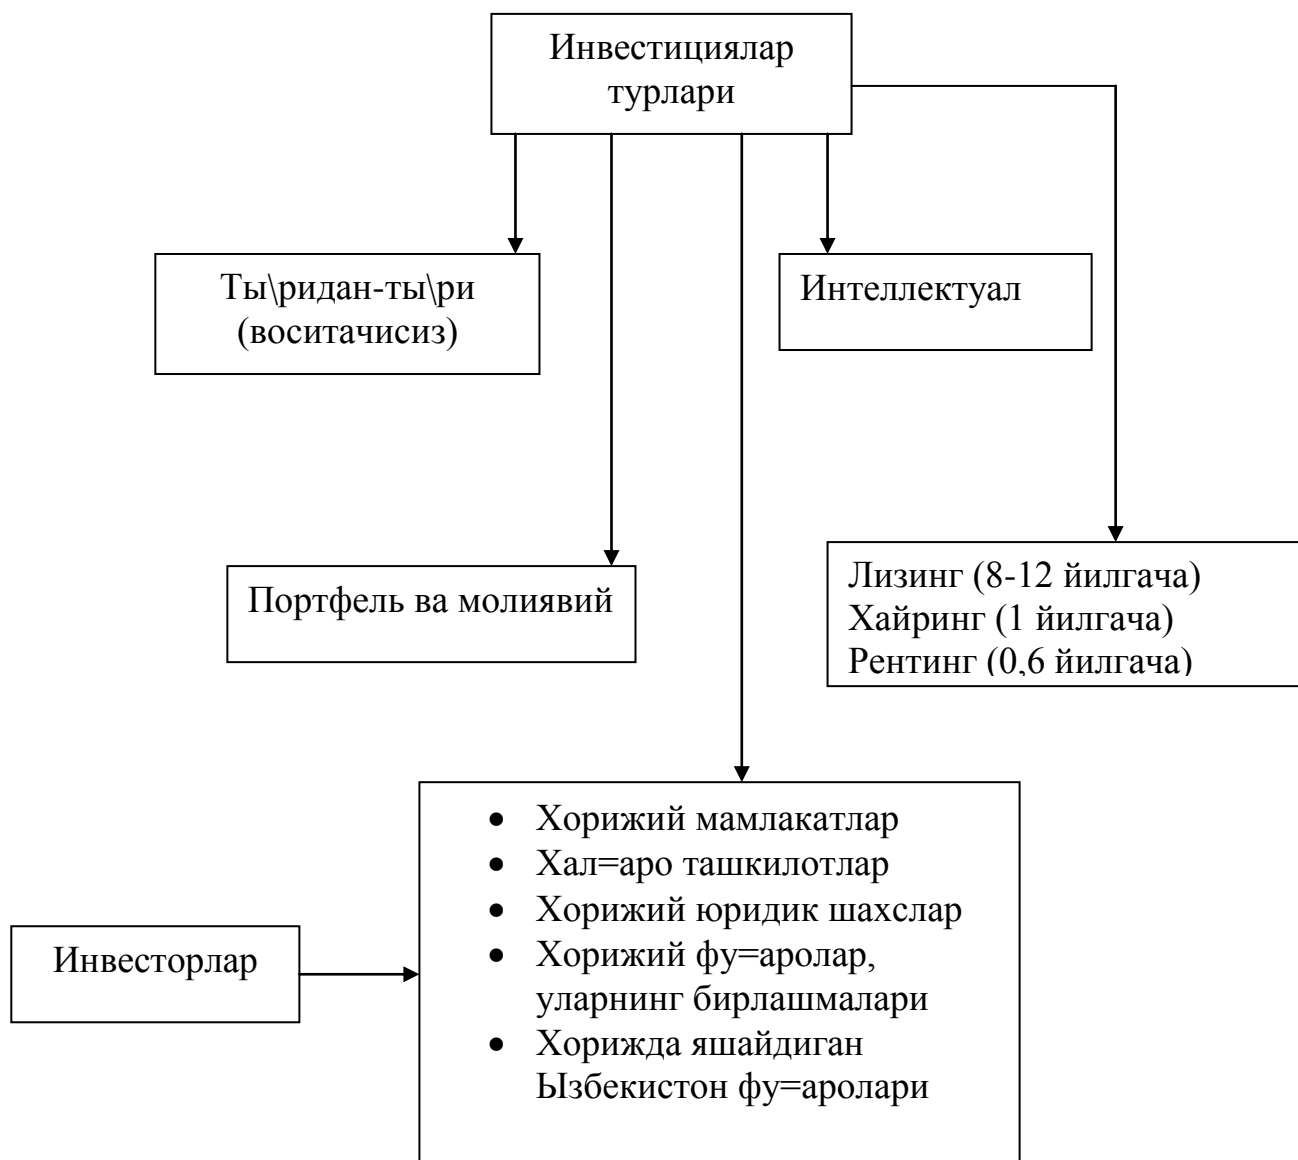 Инвестициялар
турлари
Ты\ридан-ты\ри
(воситачисиз)
Интеллектуал
Портфель ва молиявий
Лизинг (8-12 йилгача)
Хайринг (1 йилгача)
Рентинг (0,6 йилгача)
• Хорижий мамлакатлар
• Хал=аро ташкилотлар
• Хорижий юридик шахслар
• Хорижий фу=аролар,
уларнинг бирлашмалари
• Хорижда яшайдиган
Ызбекистон фу=аролари
Инвесторлар